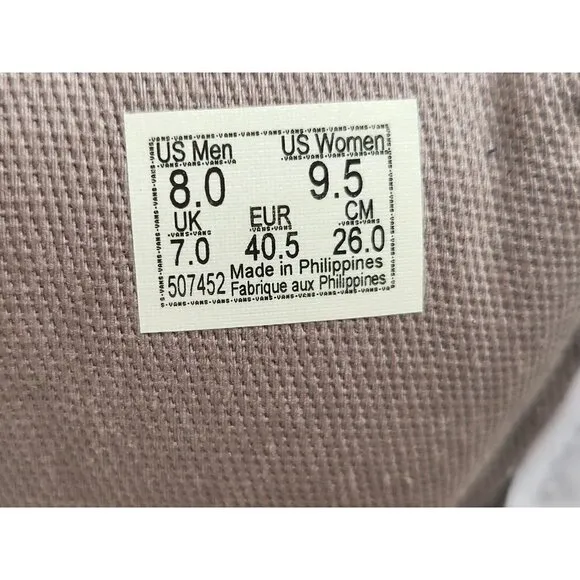 US Men US Women
8.0 9.5
UK EUR CM
7.0 40.5 26.0
507452 Made in Philippines
Fabrique aux Philippines